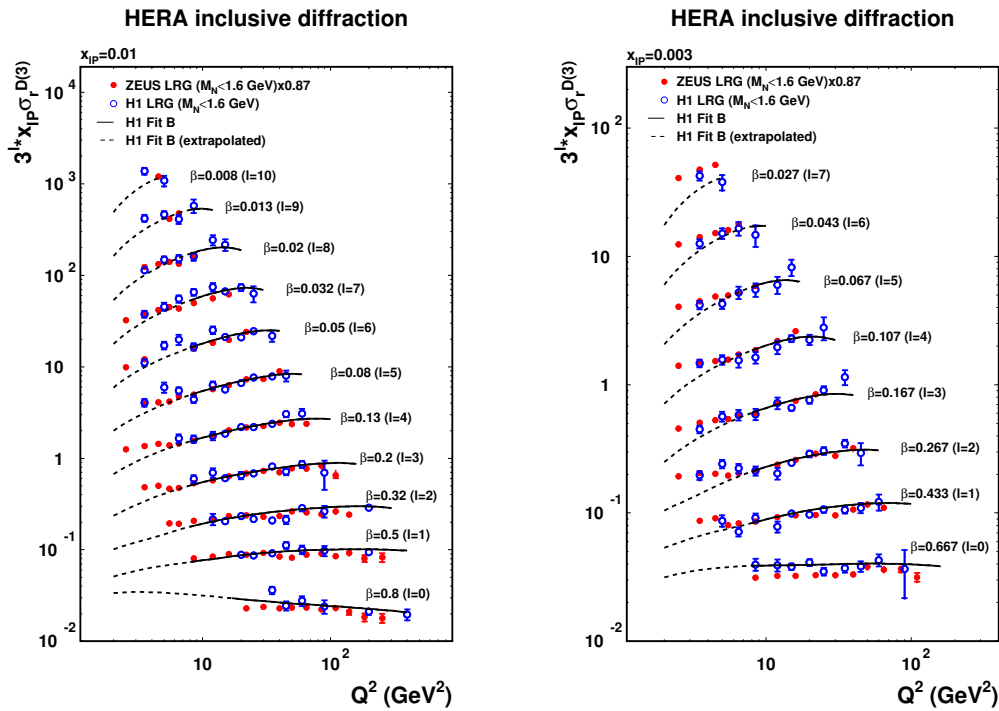 HERA inclusive diffraction
x_IP=0.01
3^l*x_IP σ_r^D(3)
ZEUS LRG (M_N<1.6 GeV)x0.87
H1 LRG (M_N<1.6 GeV)
H1 Fit B
H1 Fit B (extrapolated)
10^4
10^3
10^2
10
1
10^-1
10^-2
β=0.008 (l=10)
β=0.013 (l=9)
β=0.02 (l=8)
β=0.032 (l=7)
β=0.05 (l=6)
β=0.08 (l=5)
β=0.13 (l=4)
β=0.2 (l=3)
β=0.32 (l=2)
β=0.5 (l=1)
β=0.8 (l=0)
10
10^2
Q^2 (GeV^2)
HERA inclusive diffraction
x_IP=0.003
3^l*x_IP σ_r^D(3)
ZEUS LRG (M_N<1.6 GeV)x0.87
H1 LRG (M_N<1.6 GeV)
H1 Fit B
H1 Fit B (extrapolated)
10^2
10
1
10^-1
10^-2
β=0.027 (l=7)
β=0.043 (l=6)
β=0.067 (l=5)
β=0.107 (l=4)
β=0.167 (l=3)
β=0.267 (l=2)
β=0.433 (l=1)
β=0.667 (l=0)
10
10^2
Q^2 (GeV^2)